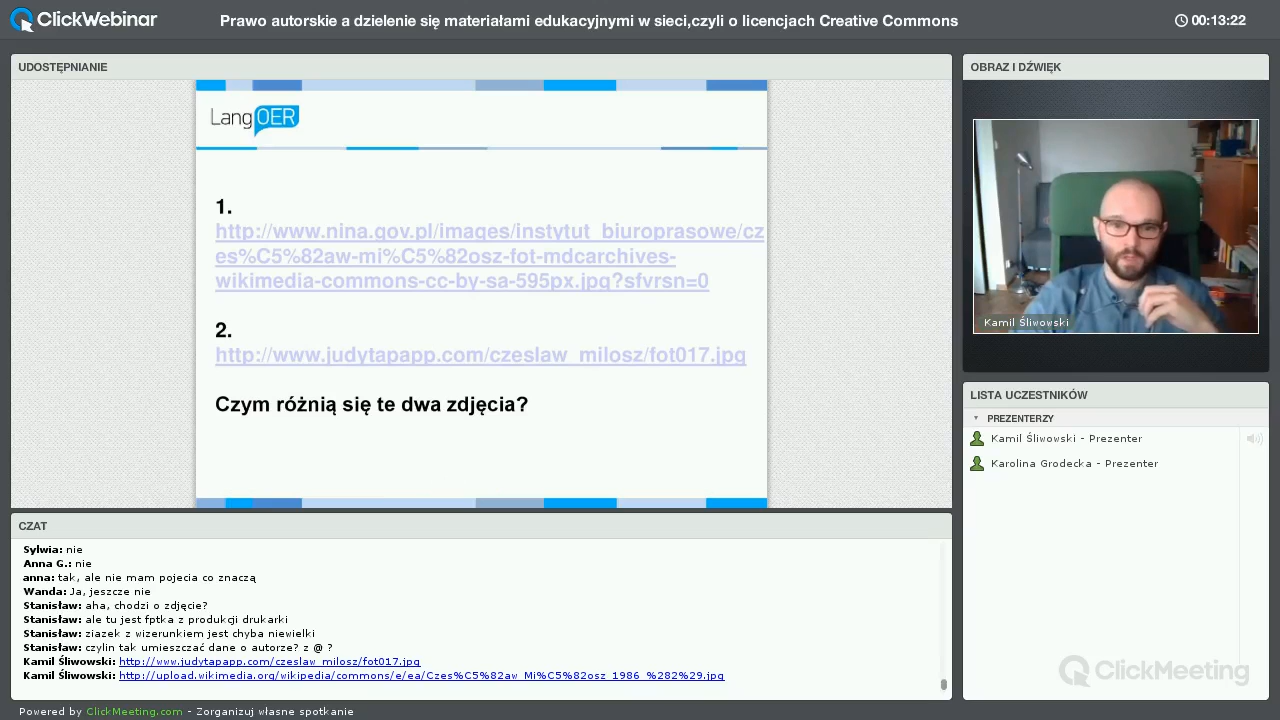 ClickWebinar
Prawo autorskie a dzielenie się materiałami edukacyjnymi w sieci,czyli o licencjach Creative Commons
00:13:22
UDOSTĘPNIANIE
LangOER
1.
http://www.nina.gov.pl/images/instytut_biuroprasowe/cz
es%C5%82aw-mi%C5%82osz-fot-mdcarchives-
wikimedia-commons-cc-by-sa-595px.jpg?sfvrsn=0
2.
http://www.judytapapp.com/czeslaw_milosz/fot017.jpg
Czym różnią się te dwa zdjęcia?
OBRAZ I DŹWIĘK
Kamil Śliwowski
LISTA UCZESTNIKÓW
PREZENTERZY
Kamil Śliwowski - Prezenter
Karolina Grodecka - Prezenter
CZAT
Sylwia: nie
Anna G.: nie
anna: tak, ale nie mam pojecia co znaczą
Wanda: Ja, jeszcze nie
Stanisław: aha, chodzi o zdjęcie?
Stanisław: ale tu jest fptka z produkcji drukarki
Stanisław: ziazek z wizerunkiem jest chyba niewielki
Stanisław: czylin tak umieszczać dane o autorze? z @ ?
Kamil Śliwowski: http://www.judytapapp.com/czeslaw_milosz/fot017.jpg
Kamil Śliwowski: http://upload.wikimedia.org/wikipedia/commons/e/ea/Czes%C5%82aw_Mi%C5%82osz_1986_%282%29.jpg
ClickMeeting
Powered by ClickMeeting.com - Zorganizuj własne spotkanie